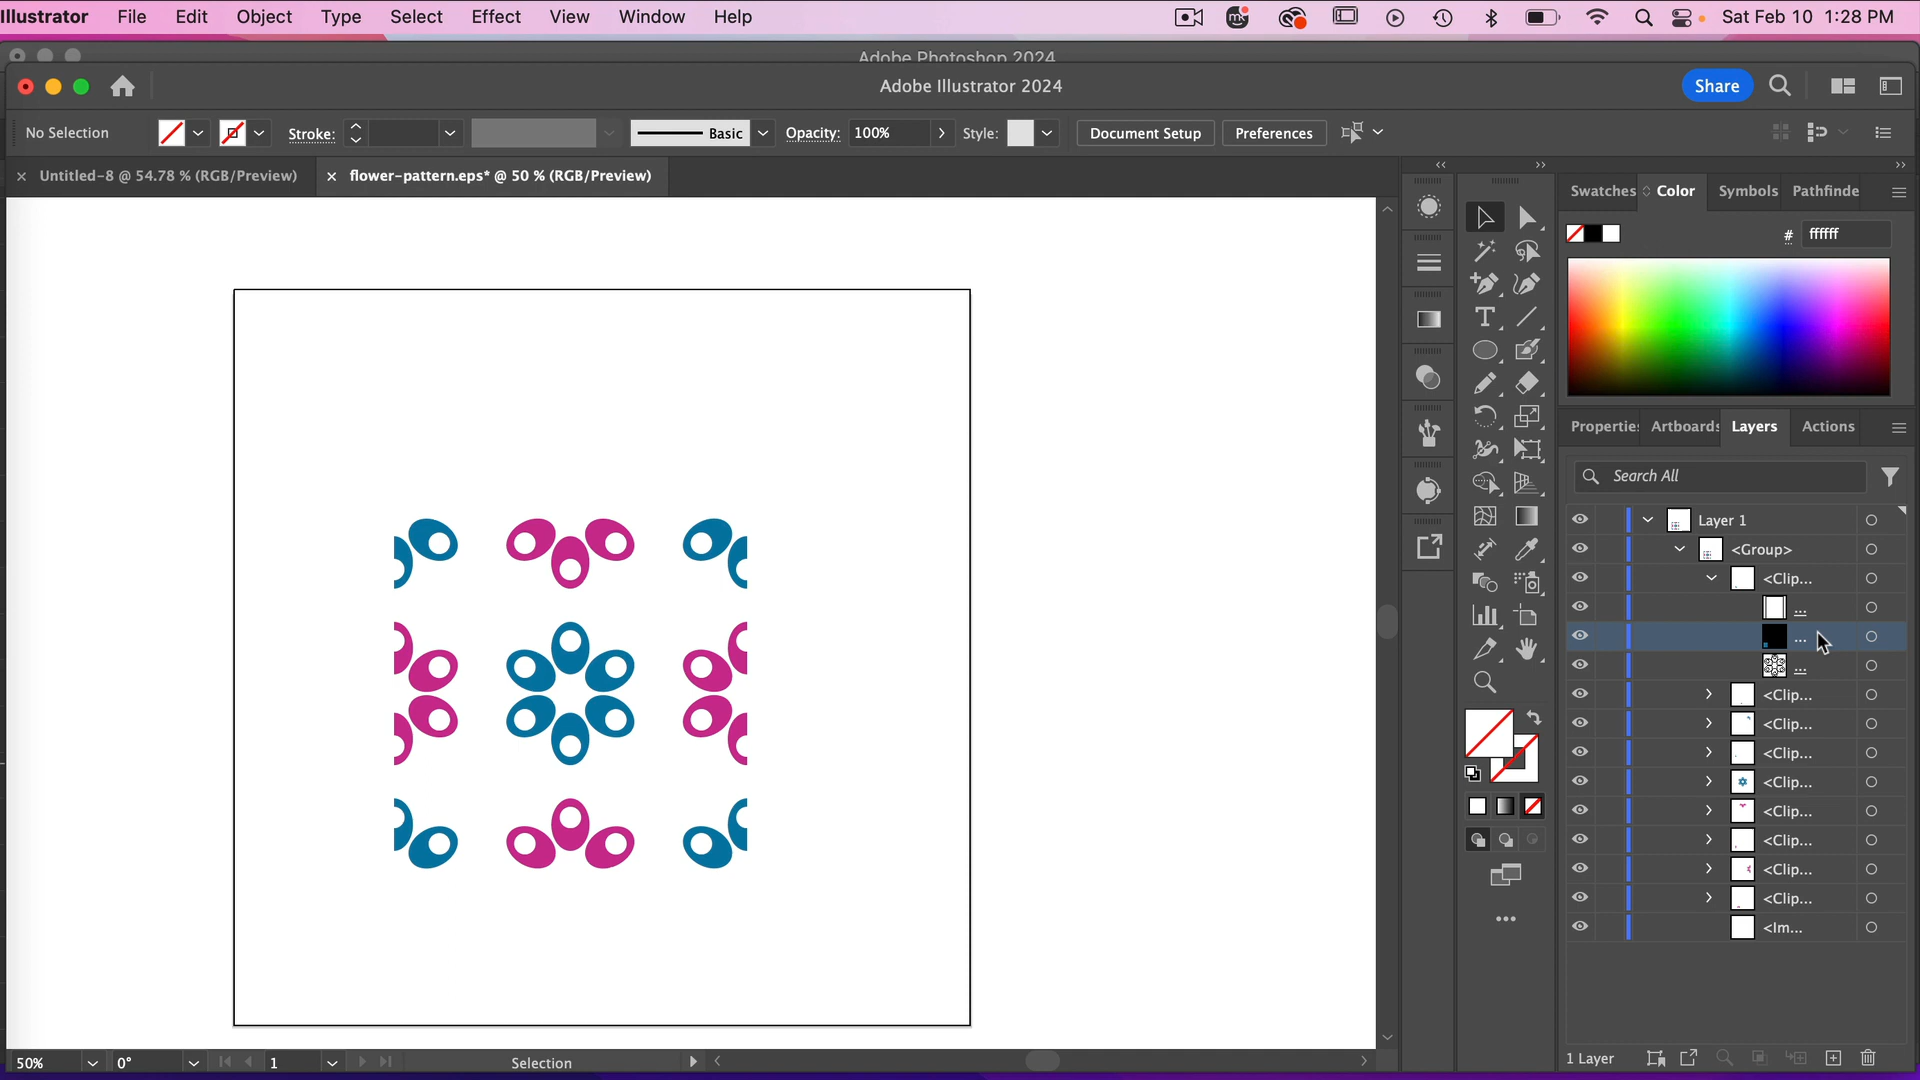 Illustrator File Edit Object Type Select Effect View Window Help Sat Feb 10 1:28 PM
Adobe Photoshop 2024
Adobe Illustrator 2024 Share
No Selection Stroke: Basic Opacity: 100% Style: Document Setup Preferences
Untitled-8 @ 54.78 % (RGB/Preview) flower-pattern.eps* @ 50 % (RGB/Preview)
Swatches Color Symbols Pathfinde
# ffffff
Propertie Artboards Layers Actions
Search All
Layer 1
<Group>
<Clip...
...
...
...
<Clip...
<Clip...
<Clip...
<Clip...
<Clip...
<Clip...
<Clip...
<Clip...
<Im...
50% 0° 1 Selection 1 Layer